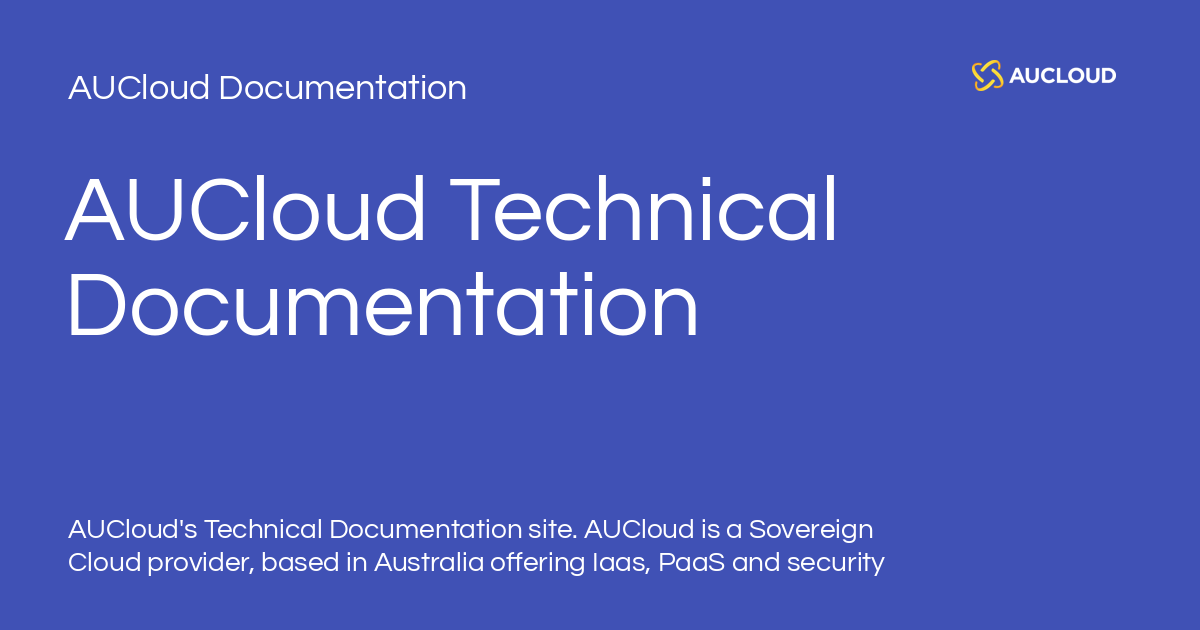 AUCloud Documentation
AUCLOUD
AUCloud Technical
Documentation
AUCloud's Technical Documentation site. AUCloud is a Sovereign
Cloud provider, based in Australia offering Iaas, PaaS and security